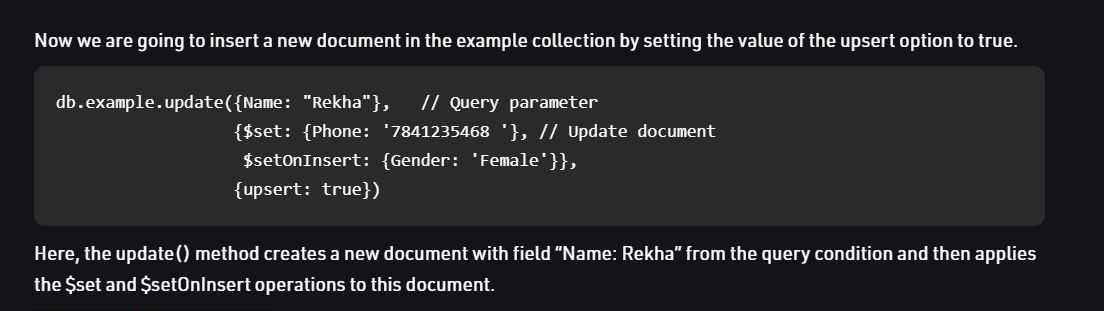 Now we are going to insert a new document in the example collection by setting the value of the upsert option to true.
db.example.update({Name: "Rekha"},   // Query parameter
                  {$set: {Phone: '7841235468 '}, // Update document
                   $setOnInsert: {Gender: 'Female'}},
                  {upsert: true})
Here, the update() method creates a new document with field “Name: Rekha” from the query condition and then applies
the $set and $setOnInsert operations to this document.